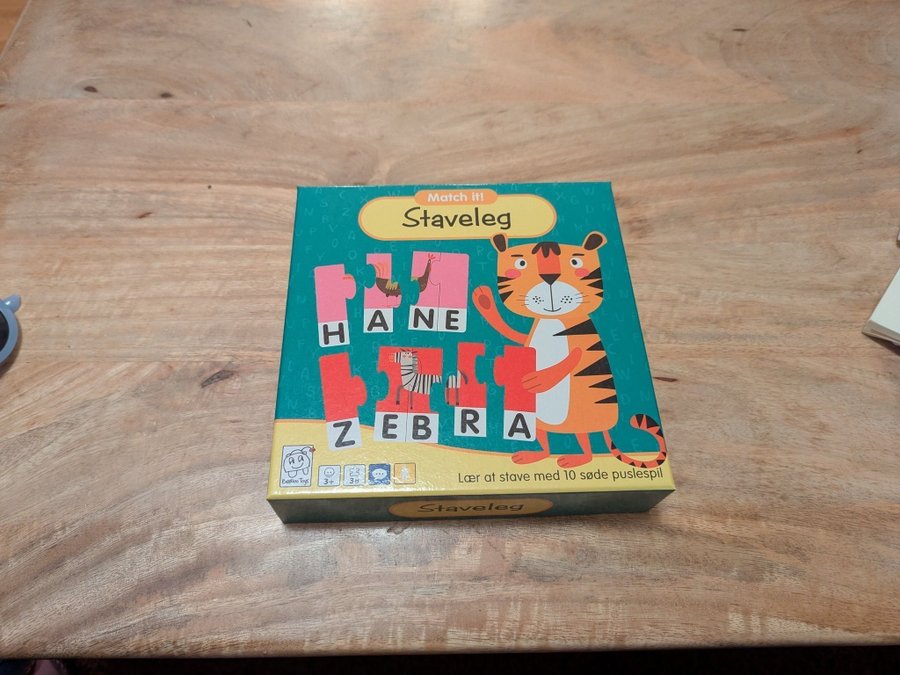 Match it!
Staveleg
HANE
ZEBRA
3+
Lær at stave med 10 søde puslespil
Staveleg